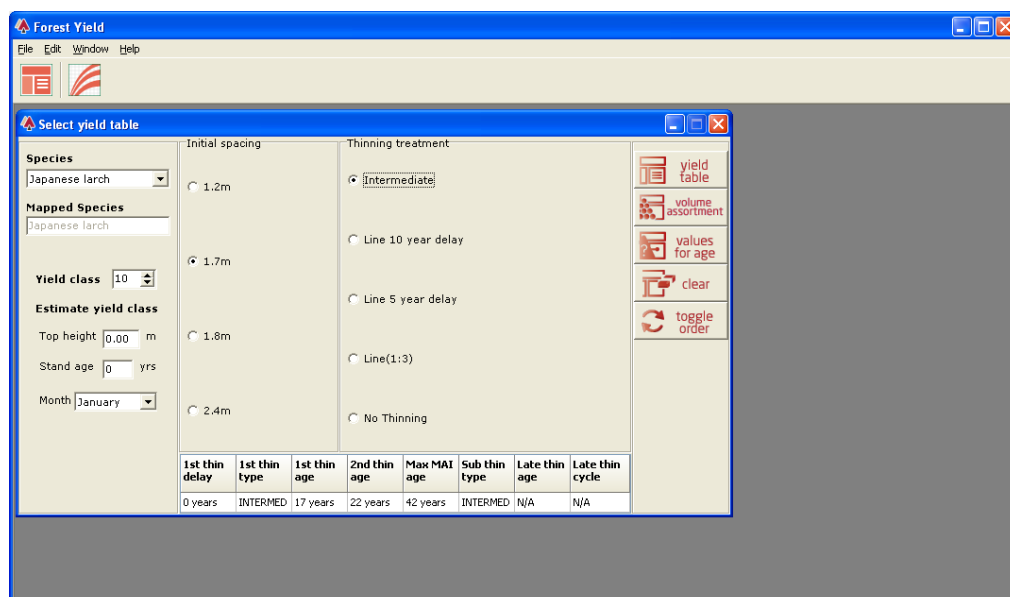 Forest Yield
File Edit Window Help
Select yield table
Species
Japanese larch
Mapped Species
Japanese larch
Yield class 10
Estimate yield class
Top height 0.00 m
Stand age 0 yrs
Month January
Initial spacing
1.2m
1.7m
1.8m
2.4m
Thinning treatment
Intermediate
Line 10 year delay
Line 5 year delay
Line(1:3)
No Thinning
yield
table
volume
assortment
values
for age
clear
toggle
order
1st thin delay 1st thin type 1st thin age 2nd thin age Max MAI age Sub thin type Late thin age Late thin cycle
0 years INTERMED 17 years 22 years 42 years INTERMED N/A N/A